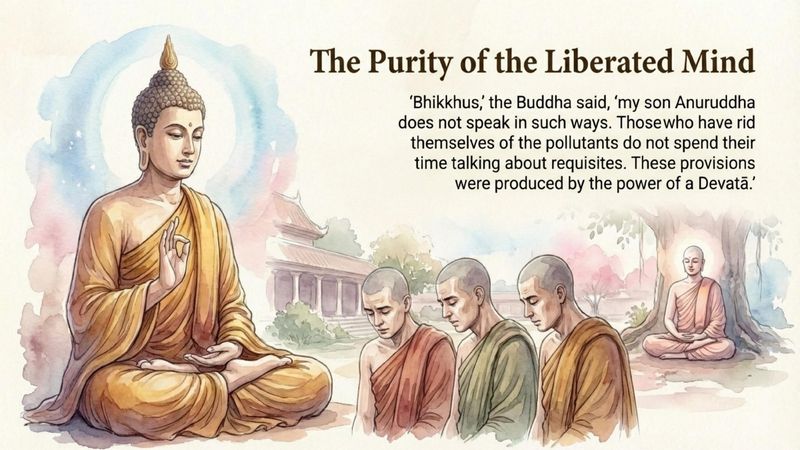 The Purity of the Liberated Mind
‘Bhikkhus,’ the Buddha said, ‘my son Anuruddha
does not speak in such ways. Those who have rid
themselves of the pollutants do not spend their
time talking about requisites. These provisions
were produced by the power of a Devatā.’